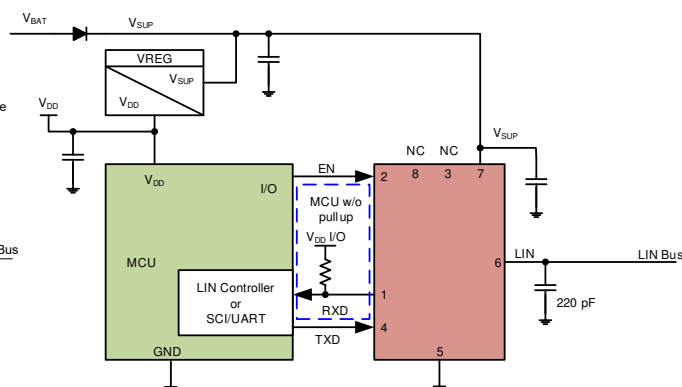 VBAT
VSUP
VREG
VSUP
VDD
VDD
e
VSUP
NC NC
EN
2
8 3 7
VDD
I/O
MCU w/o
pull up
VDD I/O
MCU
Bus
LIN Controller
or
SCI/UART
1
RXD
4
TXD
6
LIN
LIN Bus
220 pF
GND
5